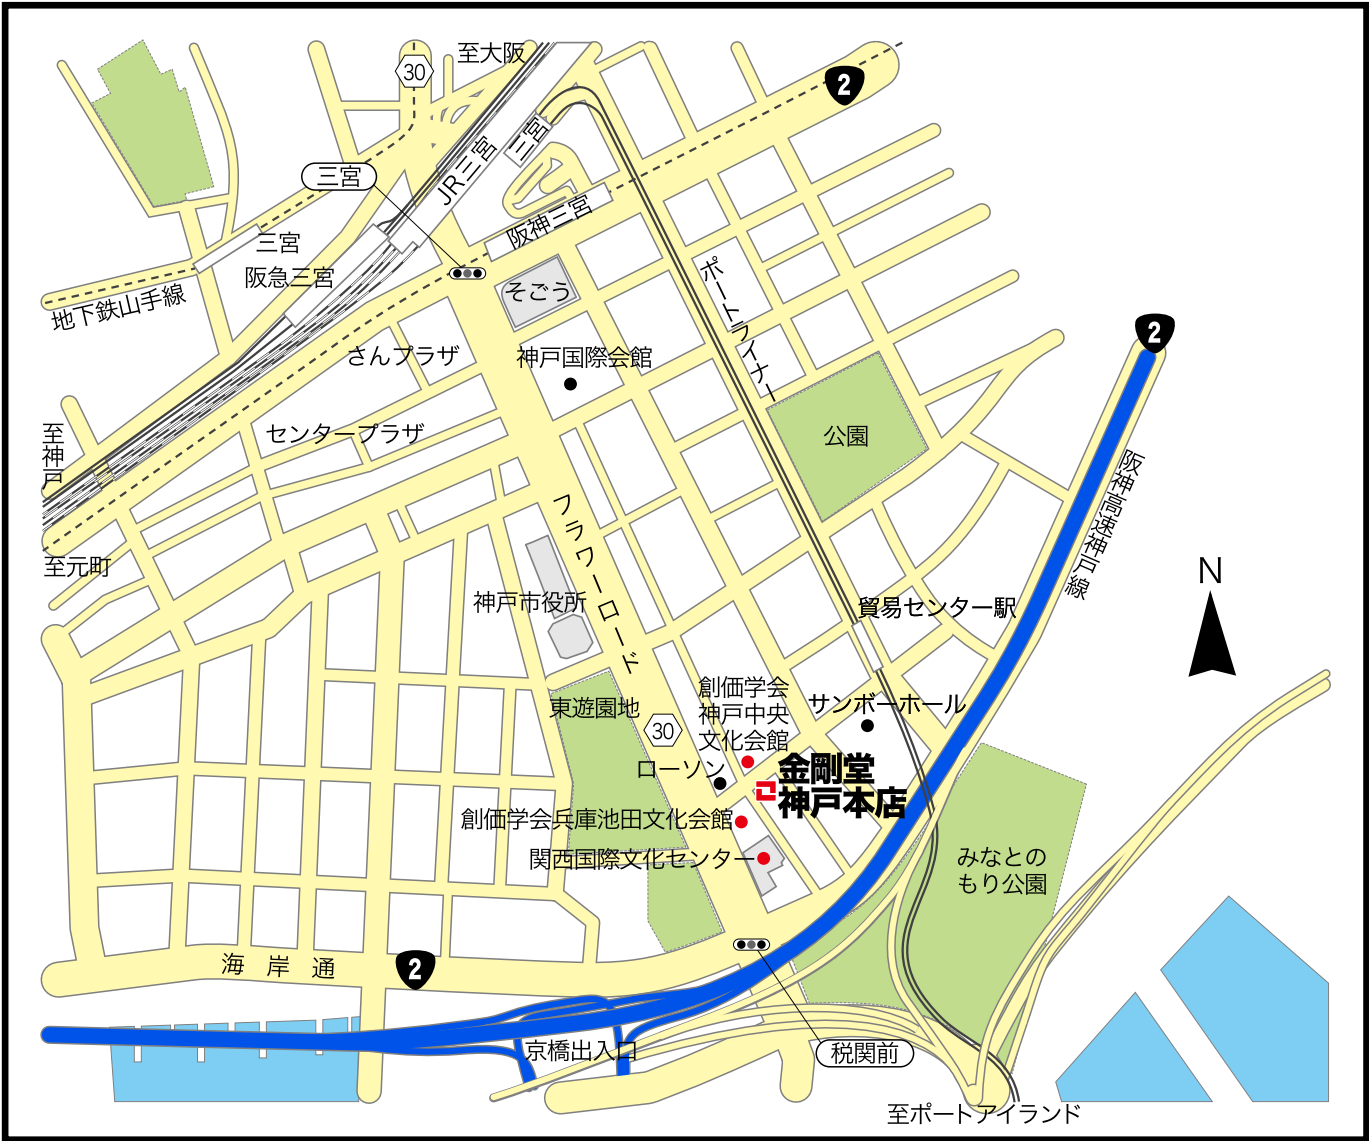 至大阪
30
2
三宮
JR三宮
三宮
阪神三宮
三宮
阪急三宮
地下鉄山手線
そごう
ポートライナー
さんプラザ
神戸国際会館
2
至神戸
センタープラザ
公園
阪神高速神戸線
フラワーロード
至元町
N
神戸市役所
貿易センター駅
創価学会
神戸中央
文化会館
サンボーホール
東遊園地
30
ローソン
金剛堂
神戸本店
創価学会兵庫池田文化会館
関西国際文化センター
みなとの
もり公園
海岸通
2
京橋出入口
税関前
至ポートアイランド